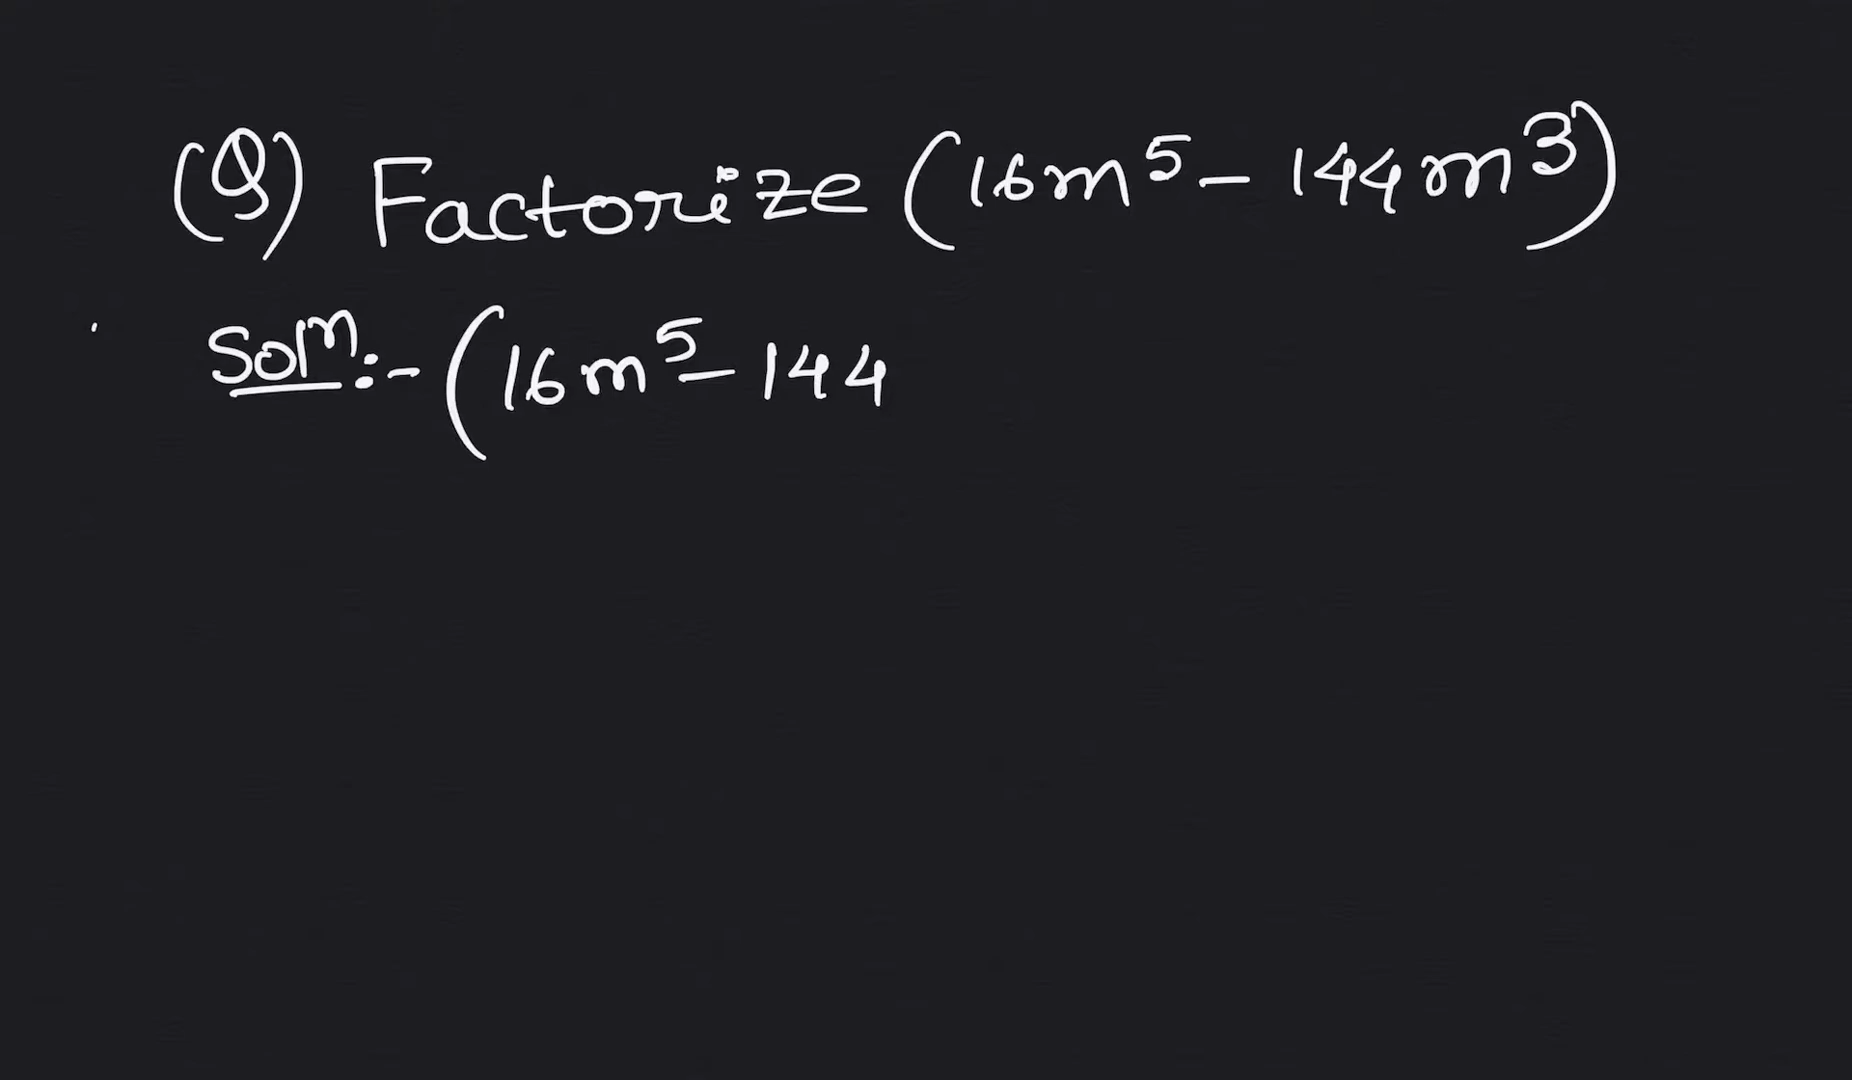 (Q) Factorize (16m⁵ - 144m³)
Solⁿ:- (16m⁵ - 144